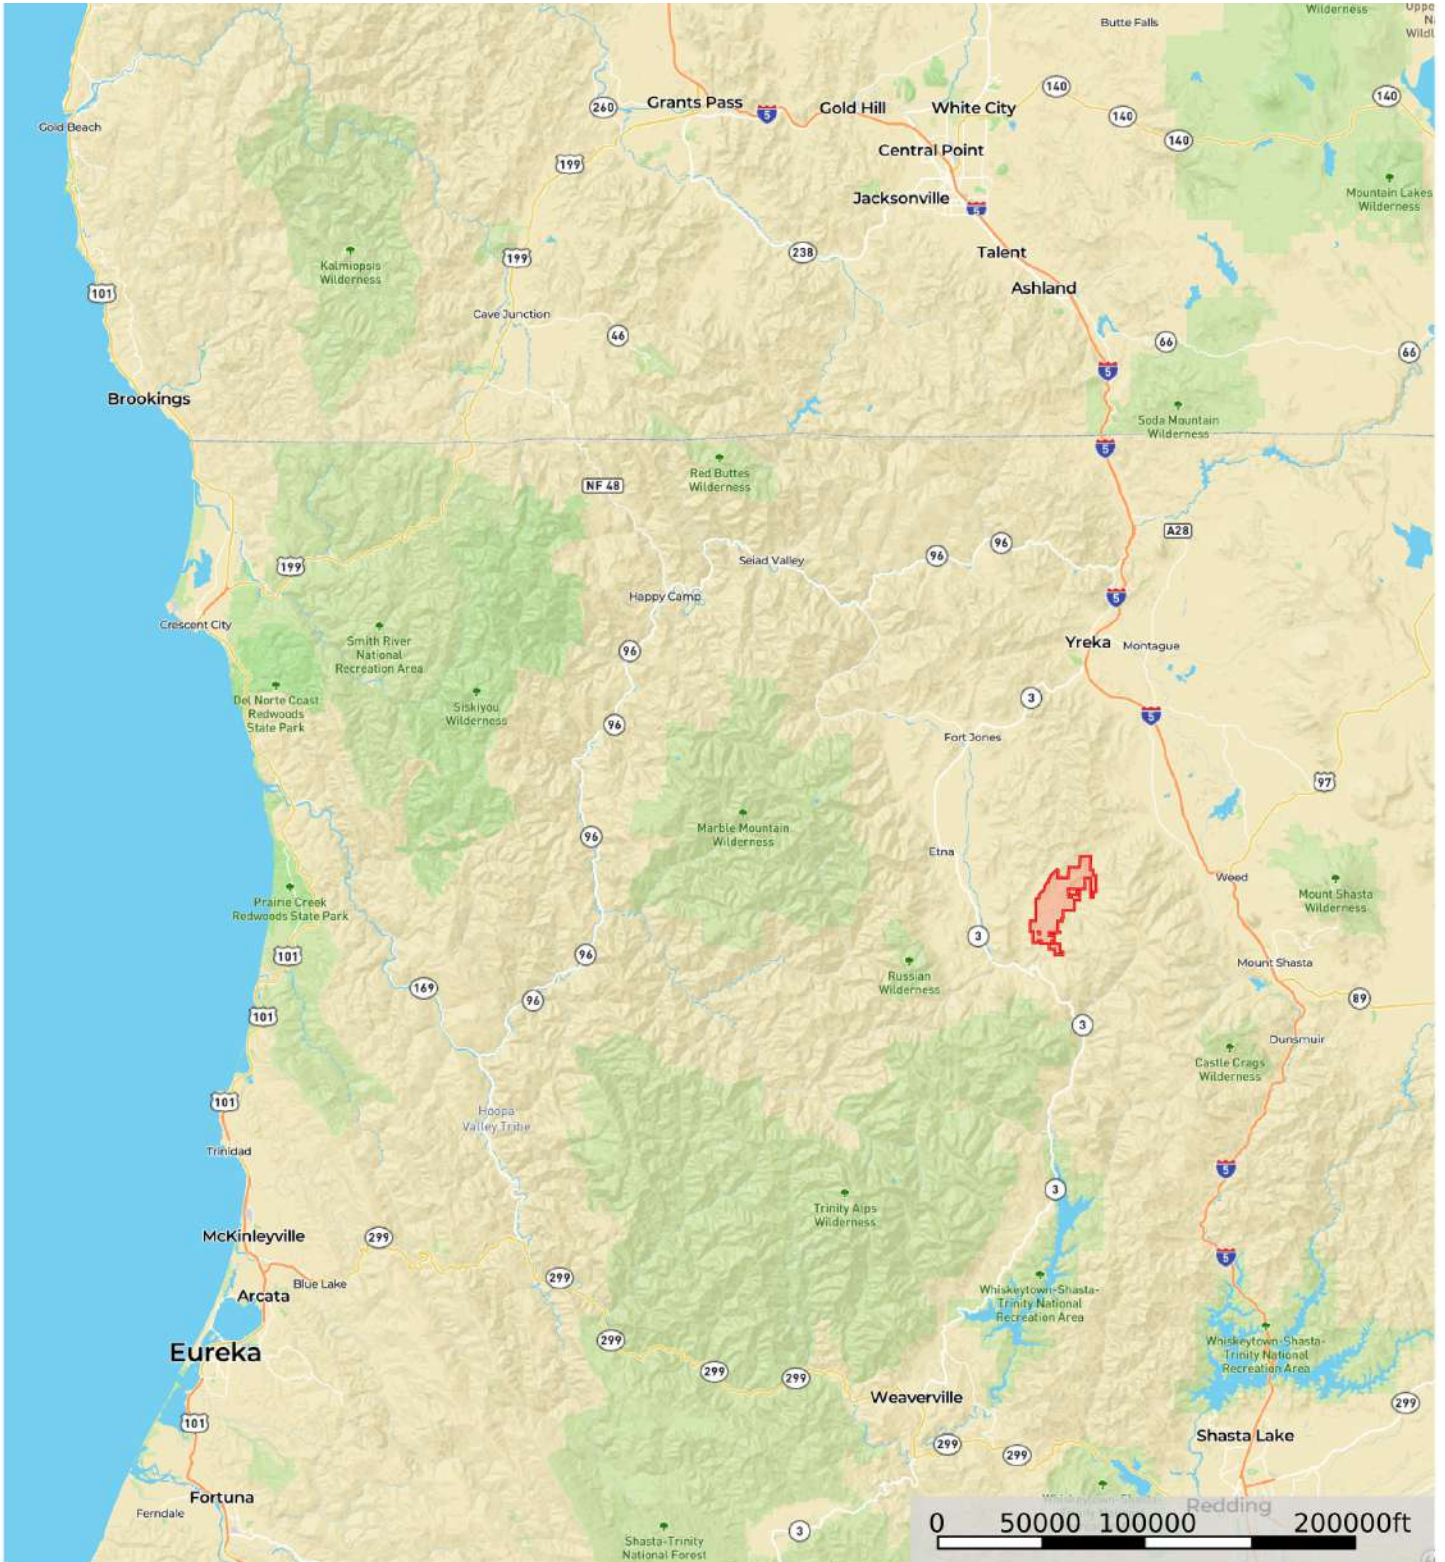 Butte Falls
Wilderness
140
260
Grants Pass
5
Gold Hill
White City
140
140
Gold Beach
199
Central Point
140
Jacksonville
5
Mountain Lakes
Wilderness
Kalmiopsis
Wilderness
199
238
Talent
101
Ashland
Cave Junction
46
66
66
5
Brookings
Soda Mountain
Wilderness
5
Red Buttes
Wilderness
NF 48
A28
199
Seiad Valley
96
96
Happy Camp
5
Crescent City
Smith River
National
Recreation Area
96
Yreka
Montague
Del Norte Coast
Redwoods
State Park
Siskiyou
Wilderness
3
96
5
Fort Jones
97
Marble Mountain
Wilderness
96
Etna
Weed
Prairie Creek
Redwoods State Park
Mount Shasta
Wilderness
101
96
3
Russian
Wilderness
Mount Shasta
169
96
89
101
3
Dunsmuir
Castle Crags
Wilderness
101
Hoopa
Valley Tribe
Trinidad
5
3
Trinity Alps
Wilderness
McKinleyville
299
5
Blue Lake
299
Arcata
Whiskeytown-Shasta-
Trinity National
Recreation Area
299
Eureka
Whiskeytown-Shasta-
Trinity National
Recreation Area
299
299
Weaverville
299
101
299
299
Shasta Lake
Fortuna
Ferndale
Redding
3
Shasta-Trinity
National Forest
0 50000 100000 200000ft